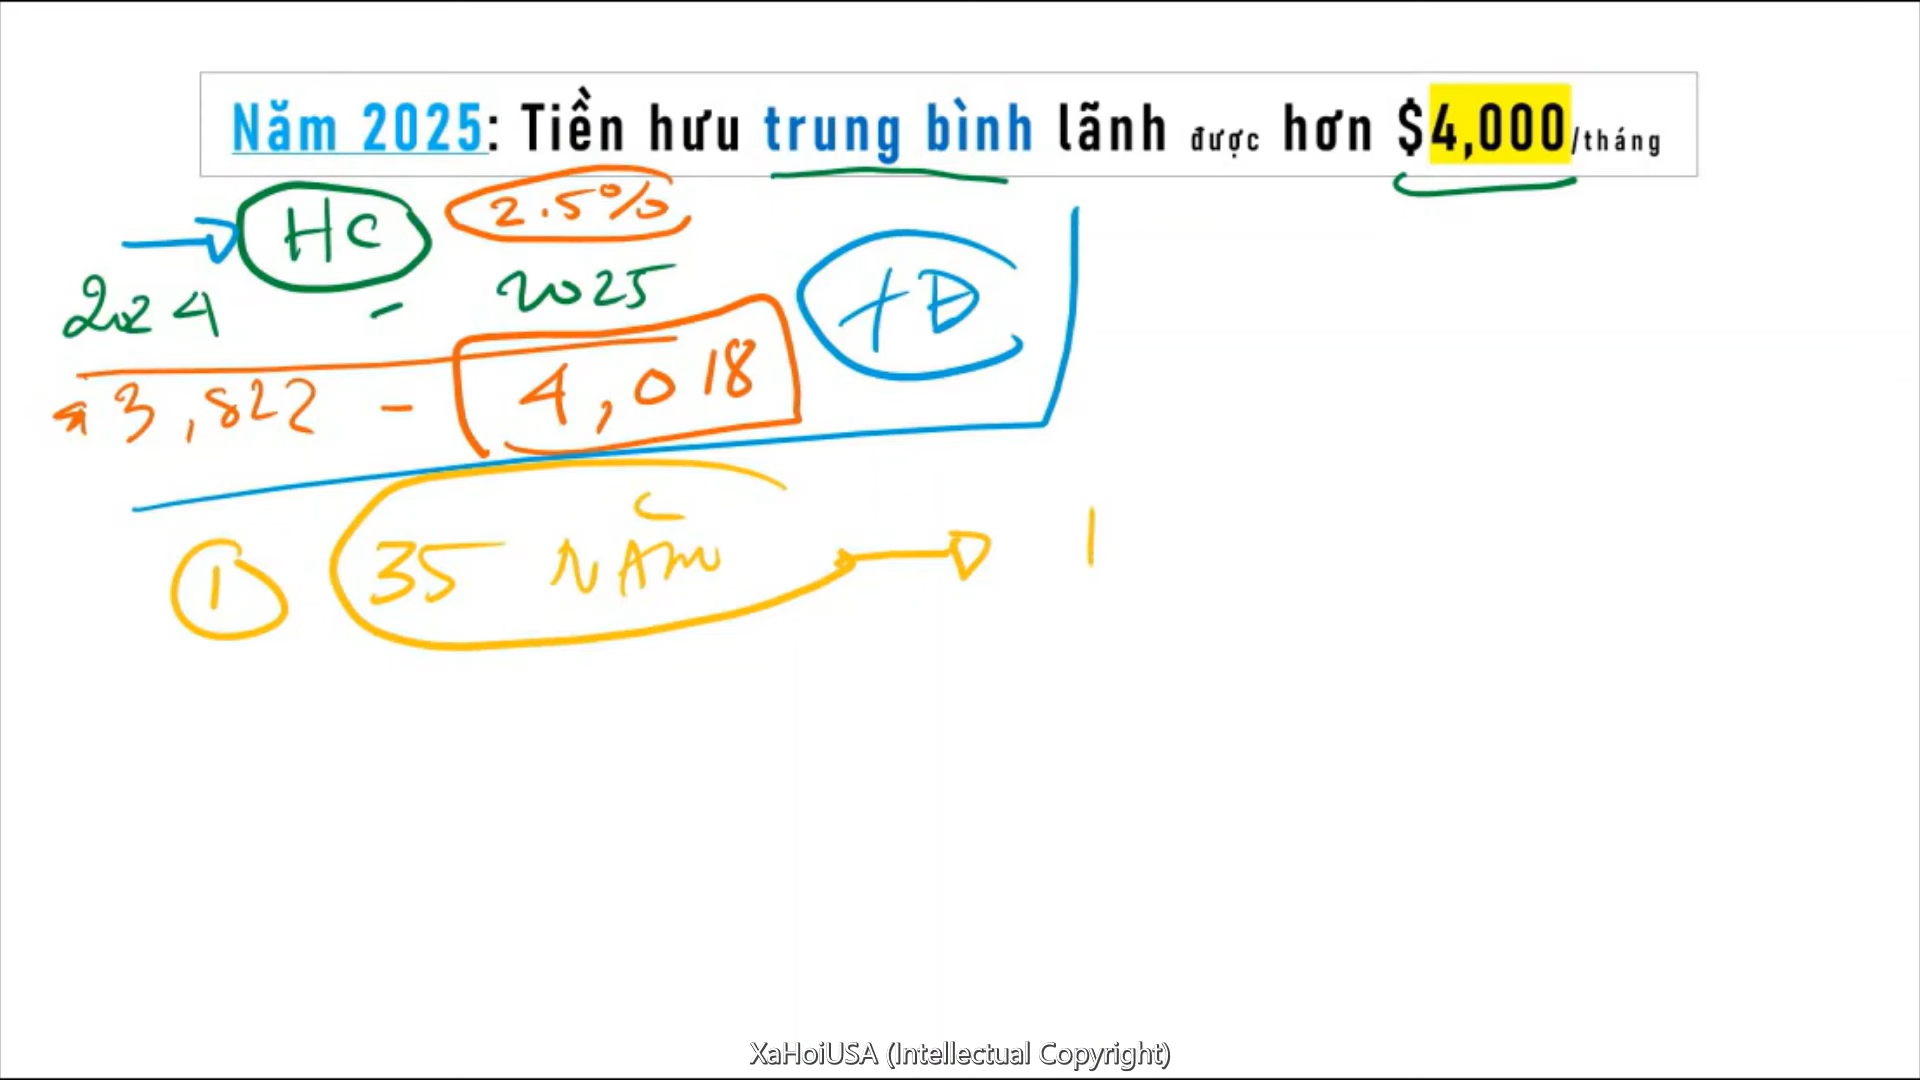 Năm 2025: Tiền hưu trung bình lãnh được hơn $4,000/tháng
HC 2.5%
2024 - 2025
3,822 - 4,018
+Đ
1 35 NĂM 1
XaHoiUSA (Intellectual Copyright)